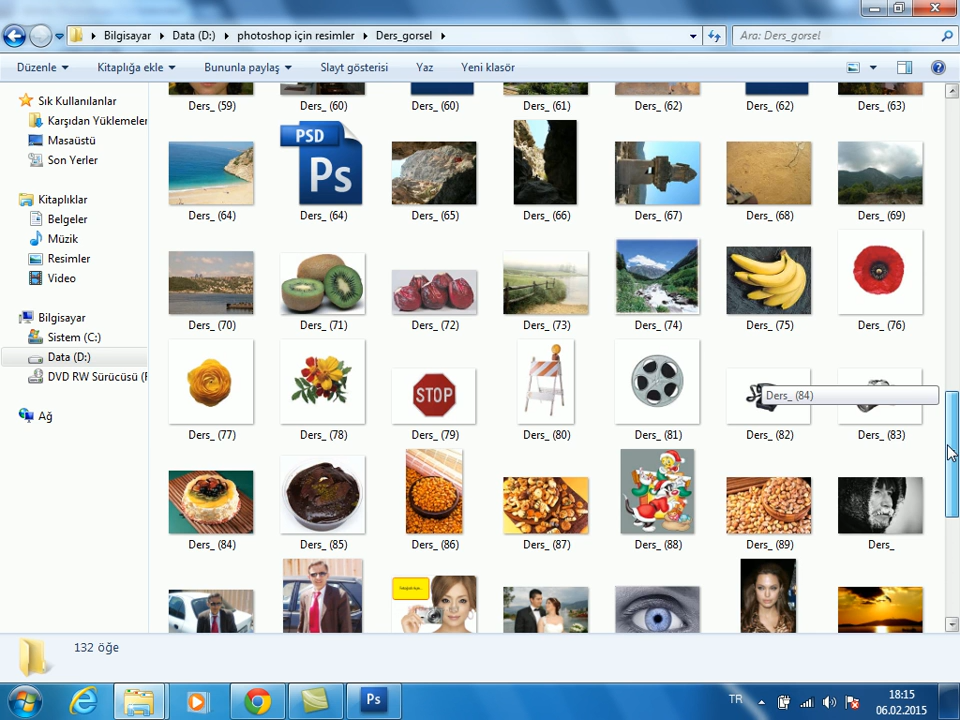 Bilgisayar ▸ Data (D:) ▸ photoshop için resimler ▸ Ders_gorsel ▸
Ara: Ders_gorsel
Düzenle Kitaplığa ekle Bununla paylaş Slayt gösterisi Yaz Yeni klasör
Sık Kullanılanlar
Karşıdan Yüklemeler
Masaüstü
Son Yerler
Kitaplıklar
Belgeler
Müzik
Resimler
Video
Bilgisayar
Sistem (C:)
Data (D:)
DVD RW Sürücüsü (F
Ağ
Ders_ (59) Ders_ (60) Ders_ (60) Ders_ (61) Ders_ (62) Ders_ (62) Ders_ (63)
PSD
Ps
Ders_ (64) Ders_ (64) Ders_ (65) Ders_ (66) Ders_ (67) Ders_ (68) Ders_ (69)
Ders_ (70) Ders_ (71) Ders_ (72) Ders_ (73) Ders_ (74) Ders_ (75) Ders_ (76)
STOP
Ders_ (84)
Ders_ (77) Ders_ (78) Ders_ (79) Ders_ (80) Ders_ (81) Ders_ (82) Ders_ (83)
Ders_ (84) Ders_ (85) Ders_ (86) Ders_ (87) Ders_ (88) Ders_ (89) Ders_
132 öğe
Ps
TR
18:15
06.02.2015